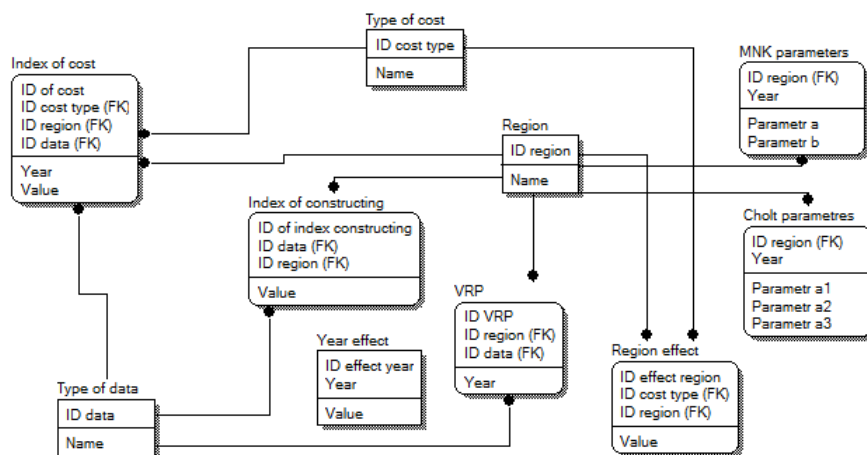 Type of cost
ID cost type
Name
Index of cost
ID of cost
ID cost type (FK)
ID region (FK)
ID data (FK)
Year
Value
MNK parameters
ID region (FK)
Year
Parametr a
Parametr b
Region
ID region
Name
Index of constructing
ID of index constructing
ID data (FK)
ID region (FK)
Value
Cholt parametres
ID region (FK)
Year
Parametr a1
Parametr a2
Parametr a3
VRP
ID VRP
ID region (FK)
ID data (FK)
Year
Year effect
ID effect year
Year
Value
Region effect
ID effect region
ID cost type (FK)
ID region (FK)
Value
Type of data
ID data
Name